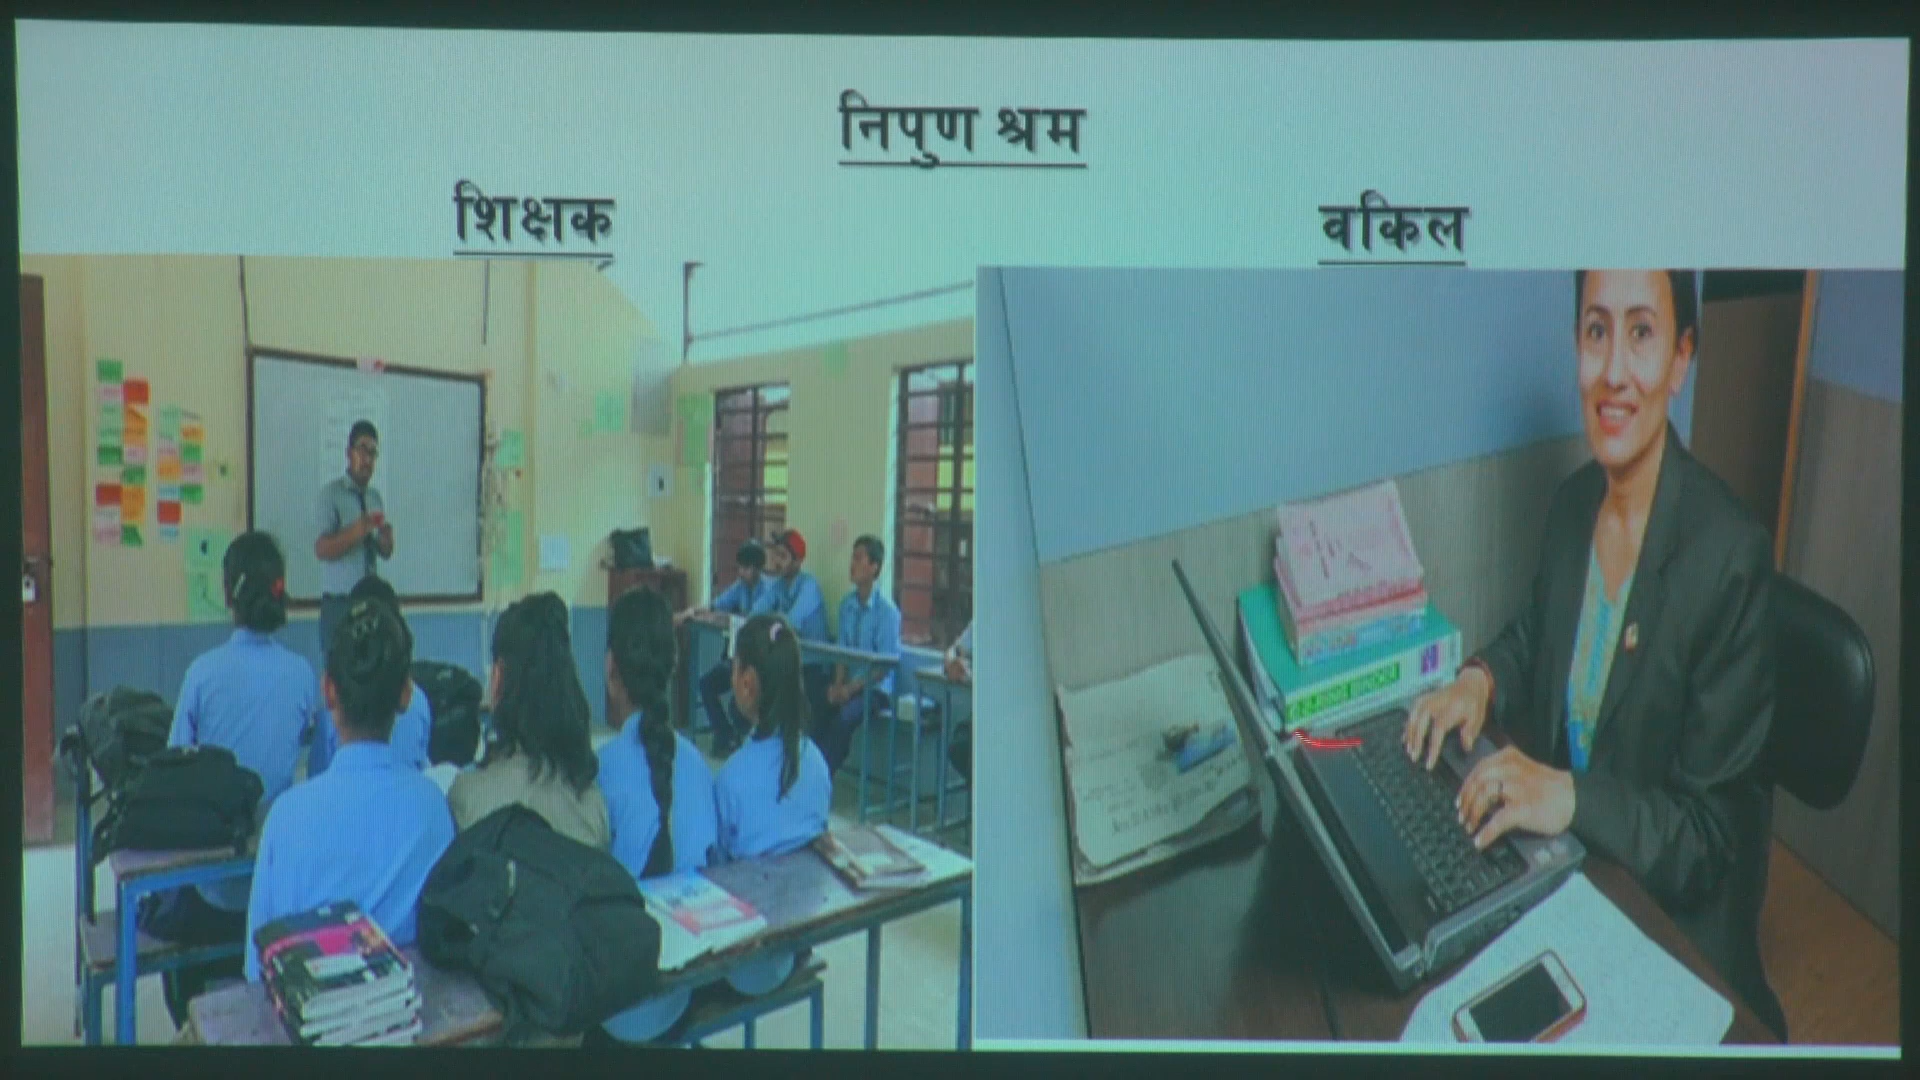 निपुण श्रम
शिक्षक
वकिल